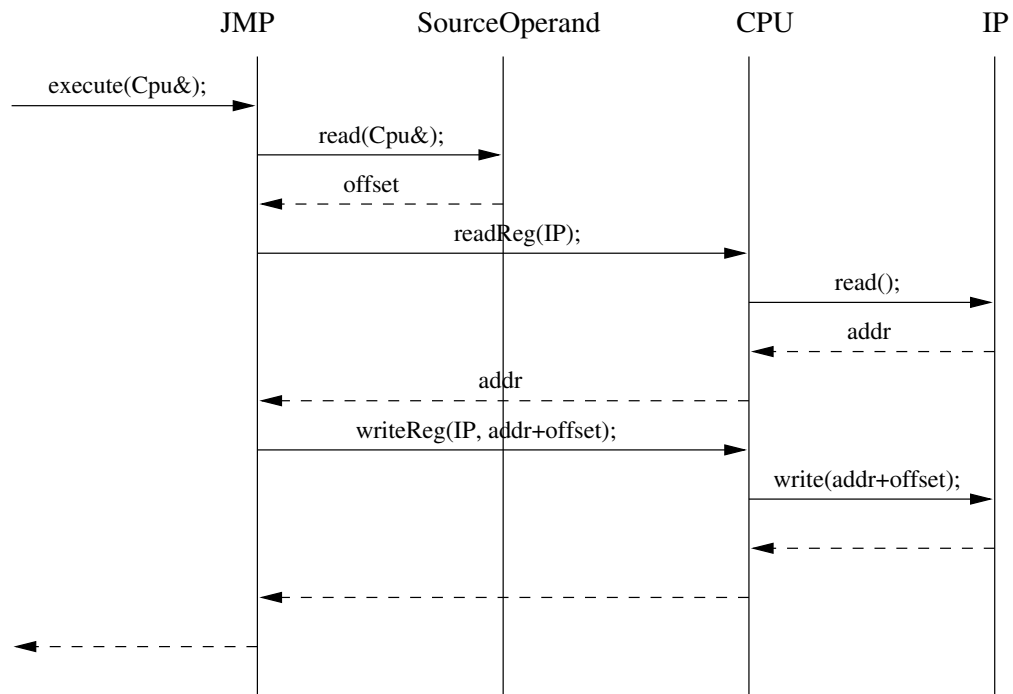 JMP SourceOperand CPU IP
execute(Cpu&);
read(Cpu&);
offset
readReg(IP);
read();
addr
addr
writeReg(IP, addr+offset);
write(addr+offset);